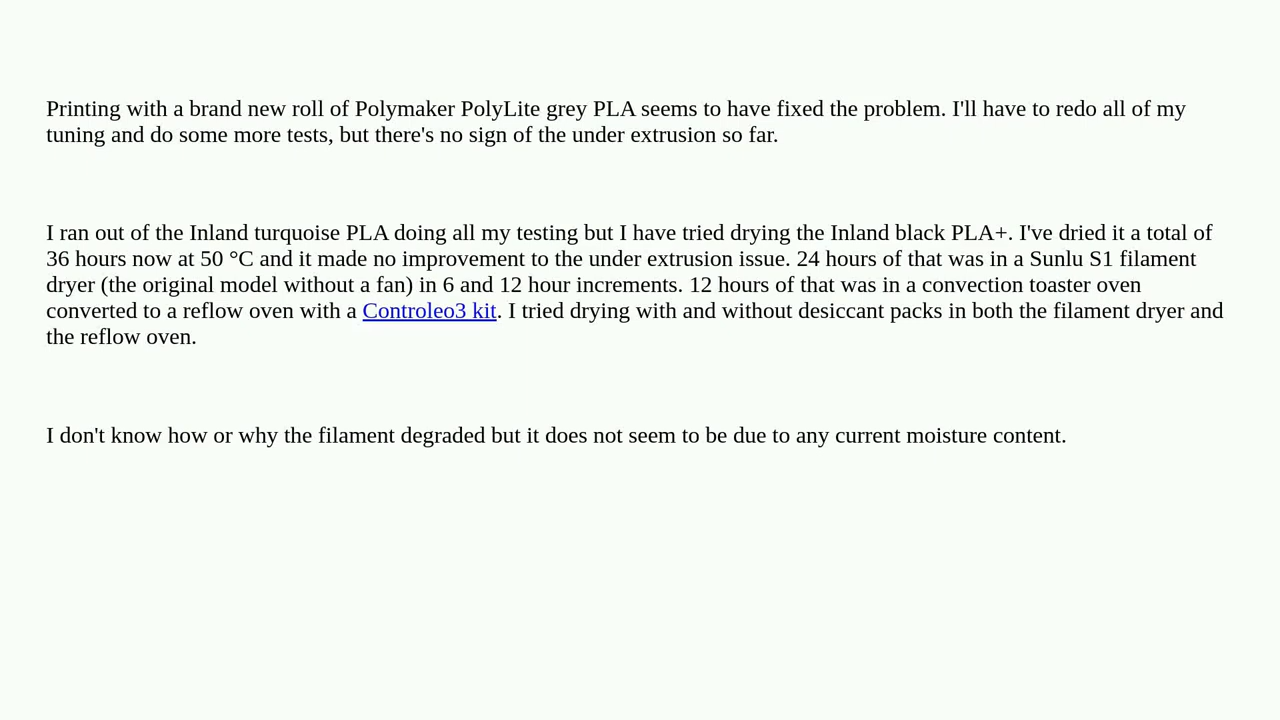 Printing with a brand new roll of Polymaker PolyLite grey PLA seems to have fixed the problem. I'll have to redo all of my
tuning and do some more tests, but there's no sign of the under extrusion so far.
I ran out of the Inland turquoise PLA doing all my testing but I have tried drying the Inland black PLA+. I've dried it a total of
36 hours now at 50 °C and it made no improvement to the under extrusion issue. 24 hours of that was in a Sunlu S1 filament
dryer (the original model without a fan) in 6 and 12 hour increments. 12 hours of that was in a convection toaster oven
converted to a reflow oven with a Controleo3 kit. I tried drying with and without desiccant packs in both the filament dryer and
the reflow oven.
I don't know how or why the filament degraded but it does not seem to be due to any current moisture content.